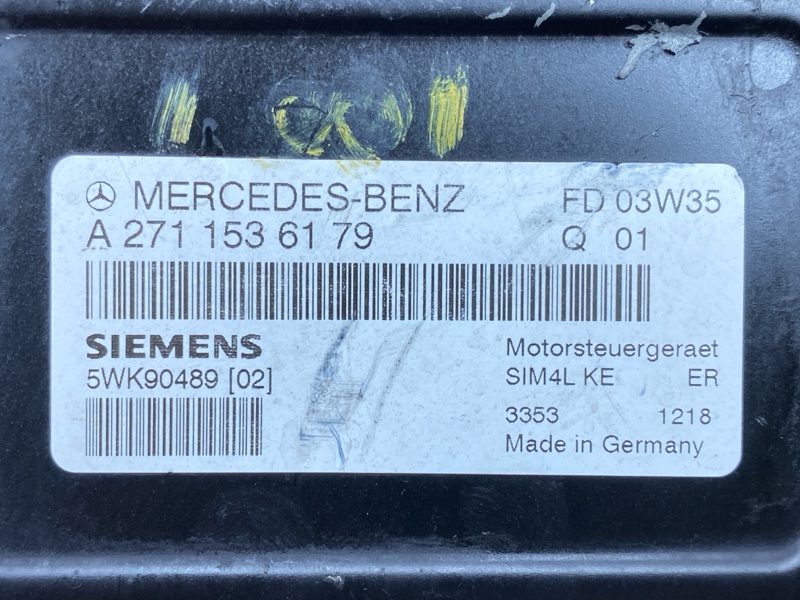 MERCEDES-BENZ FD 03W35
A 271 153 61 79 Q 01
SIEMENS Motorsteuergeraet
5WK90489 [02] SIM4L KE ER
3353 1218
Made in Germany